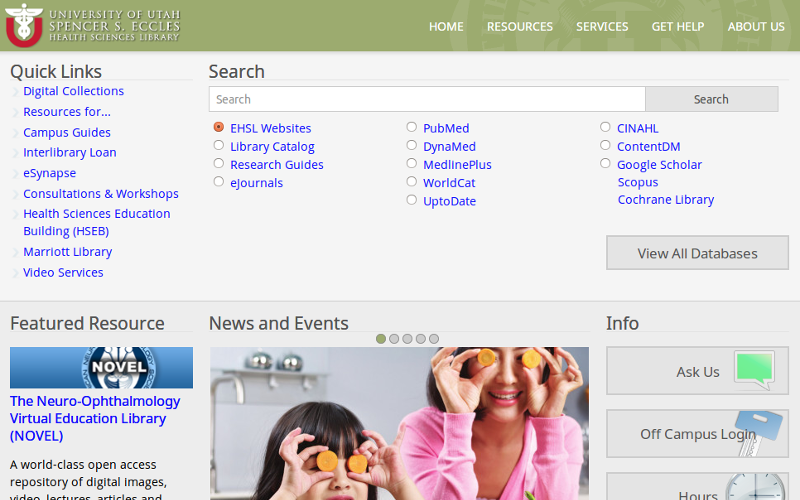 UNIVERSITY OF UTAH
SPENCER S. ECCLES
HEALTH SCIENCES LIBRARY
HOME
RESOURCES
SERVICES
GET HELP
ABOUT US
Quick Links
Digital Collections
Resources for...
Campus Guides
Interlibrary Loan
eSynapse
Consultations & Workshops
Health Sciences Education
Building (HSEB)
Marriott Library
Video Services
Search
Search
Search
EHSL Websites
Library Catalog
Research Guides
eJournals
PubMed
DynaMed
MedlinePlus
WorldCat
UptoDate
CINAHL
ContentDM
Google Scholar
Scopus
Cochrane Library
View All Databases
Featured Resource
NOVEL
The Neuro-Ophthalmology
Virtual Education Library
(NOVEL)
A world-class open access
repository of digital images,
video, lectures, articles and
News and Events
Info
Ask Us
Off Campus Login
Hours